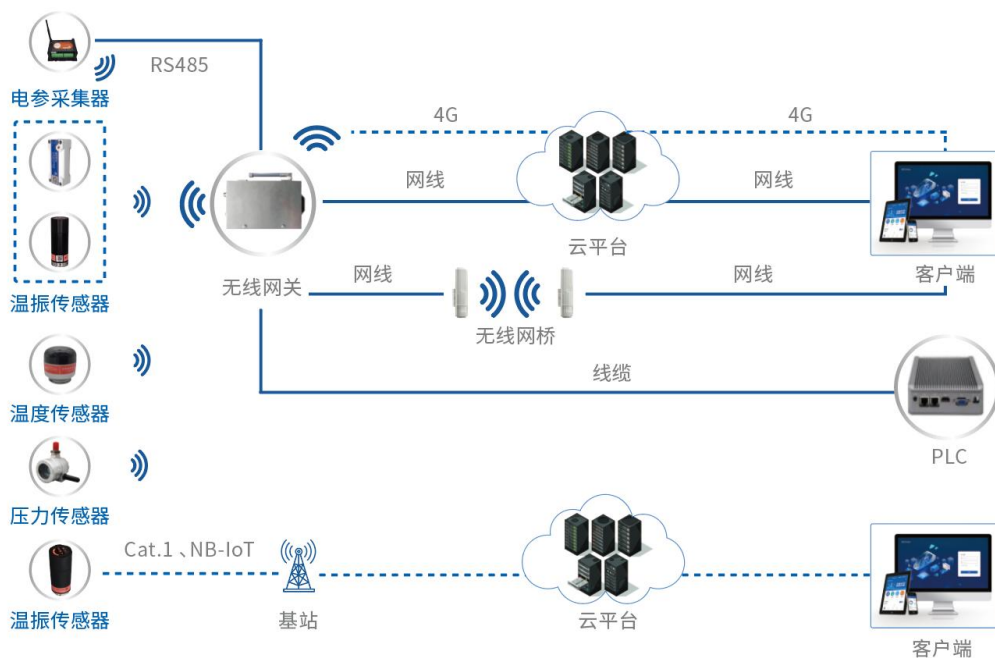 RS485
电参采集器
4G
4G
网线
网线
云平台
客户端
无线网关
网线
网线
温振传感器
无线网桥
线缆
温度传感器
PLC
压力传感器
Cat.1、NB-IoT
温振传感器
基站
云平台
客户端